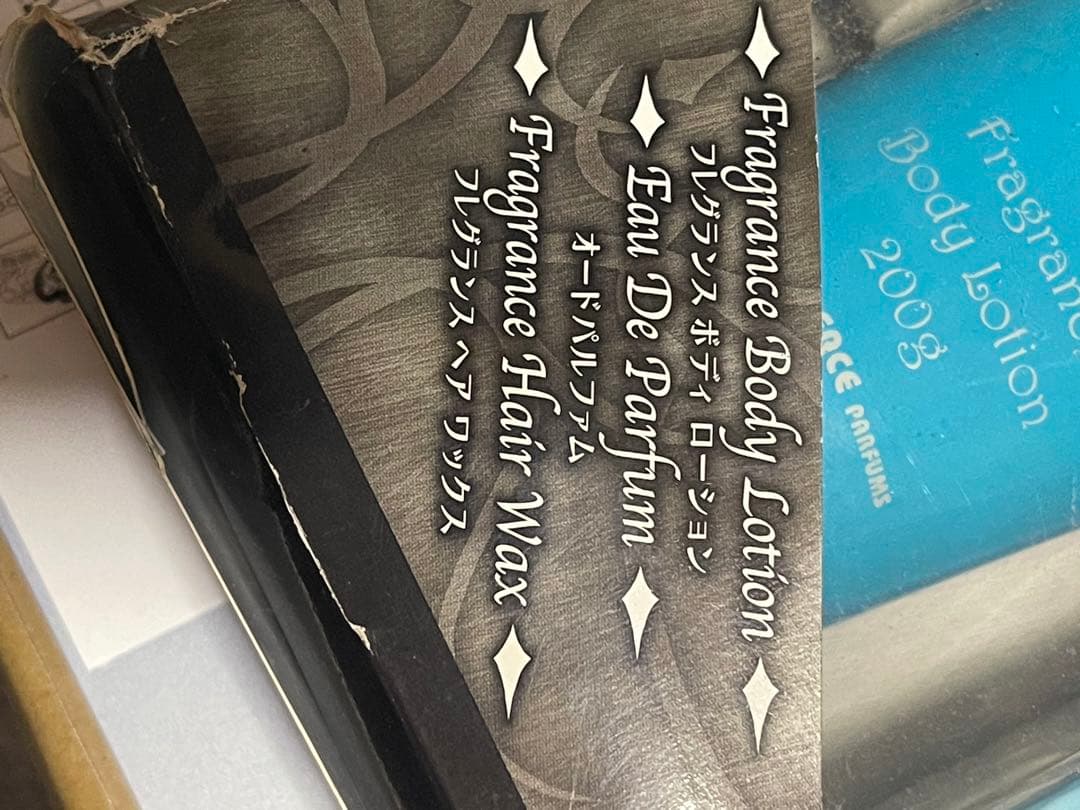 Fragrance Body Lotion
フレグランス ボディ ローション
Eau De Parfum
オードパルファム
Fragrance Hair Wax
フレグランス ヘア ワックス
Body Lotion
200g
PARFUMS